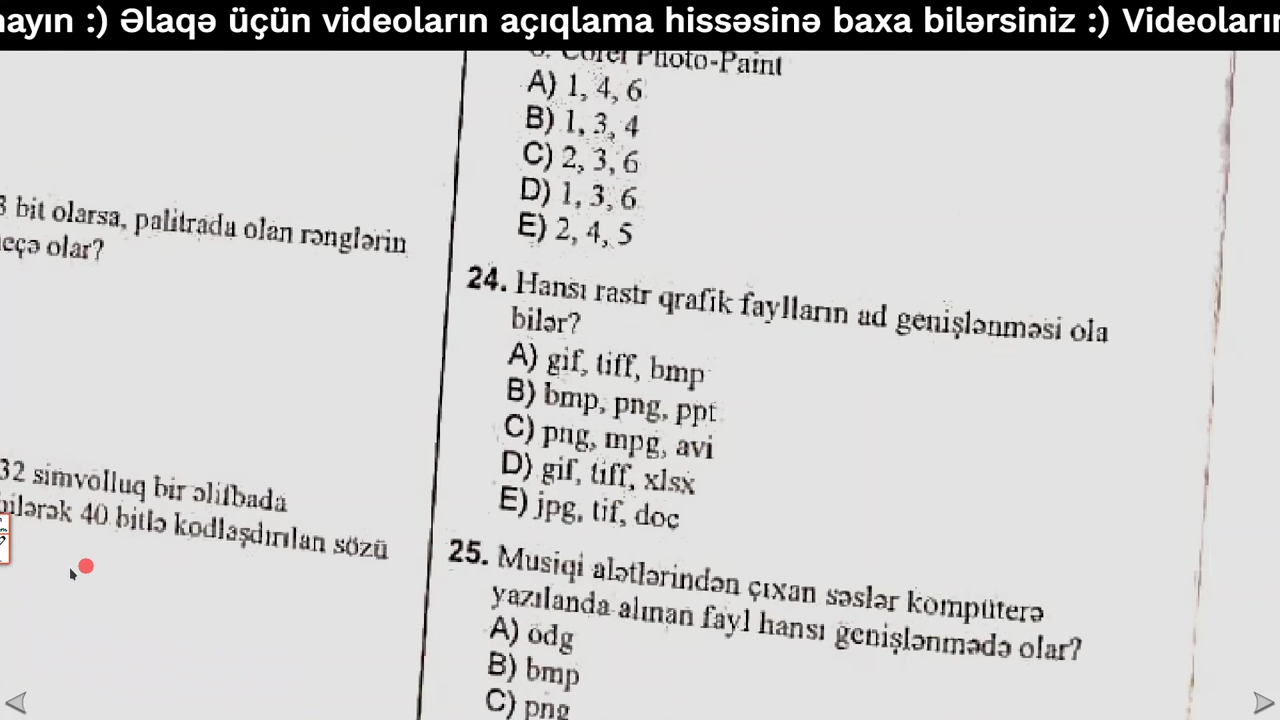 nayın :) Əlaqə üçün videoların açıqlama hissəsinə baxa bilərsiniz :) Videoların
bit olarsa, palitrada olan rənglərin
olar?
32 simvolluq bir əlifbada
40 bitlə kodlaşdırılan sözü
Corel Photo-Paint
A) 1, 4, 6
B) 1, 3, 4
C) 2, 3, 6
D) 1, 3, 6
E) 2, 4, 5
24. Hansı rastr qrafik faylların ad genişlənməsi ola
bilər?
A) gif, tiff, bmp
B) bmp, png, ppt
C) png, mpg, avi
D) gif, tiff, xlsx
E) jpg, tif, doc
25. Musiqi alətlərindən çıxan səslər kompüterə
yazılanda alınan fayl hansı genişlənmədə olar?
A) odg
B) bmp
C) png